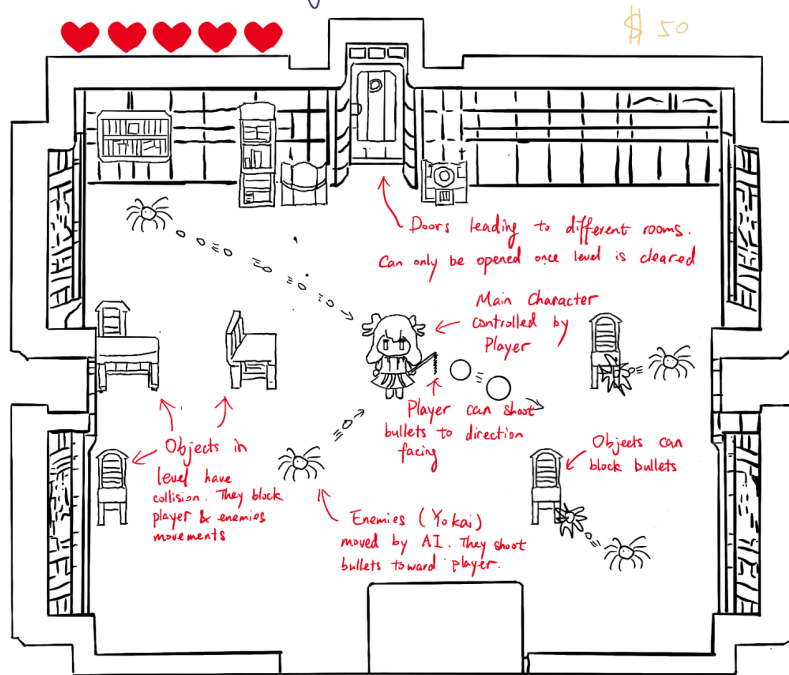 $ 50
Doors leading to different rooms.
Can only be opened once level is cleared
Main Character
controlled by
Player
Player can shoot
bullets to direction
facing
Objects in
level have
collision. They block
player & enemies
movements
Objects can
block bullets
Enemies (Yokai)
moved by AI. They shoot
bullets toward player.